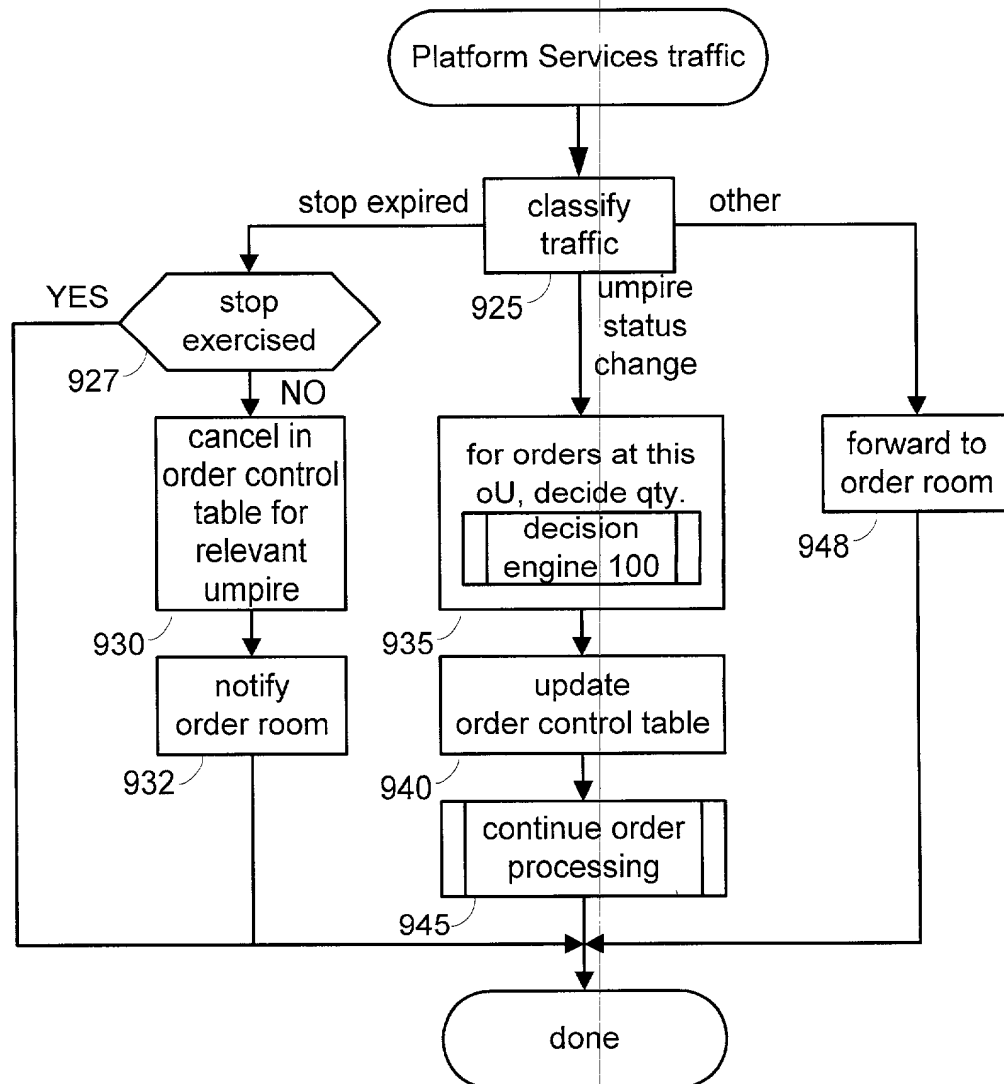 Platform Services traffic
stop expired
classify
traffic
other
925
YES
stop
exercised
927
NO
umpire
status
change
cancel in
order control
table for
relevant
umpire
930
for orders at this
oU, decide qty.
decision
engine 100
935
forward to
order room
948
notify
order room
932
update
order control table
940
continue order
processing
945
done